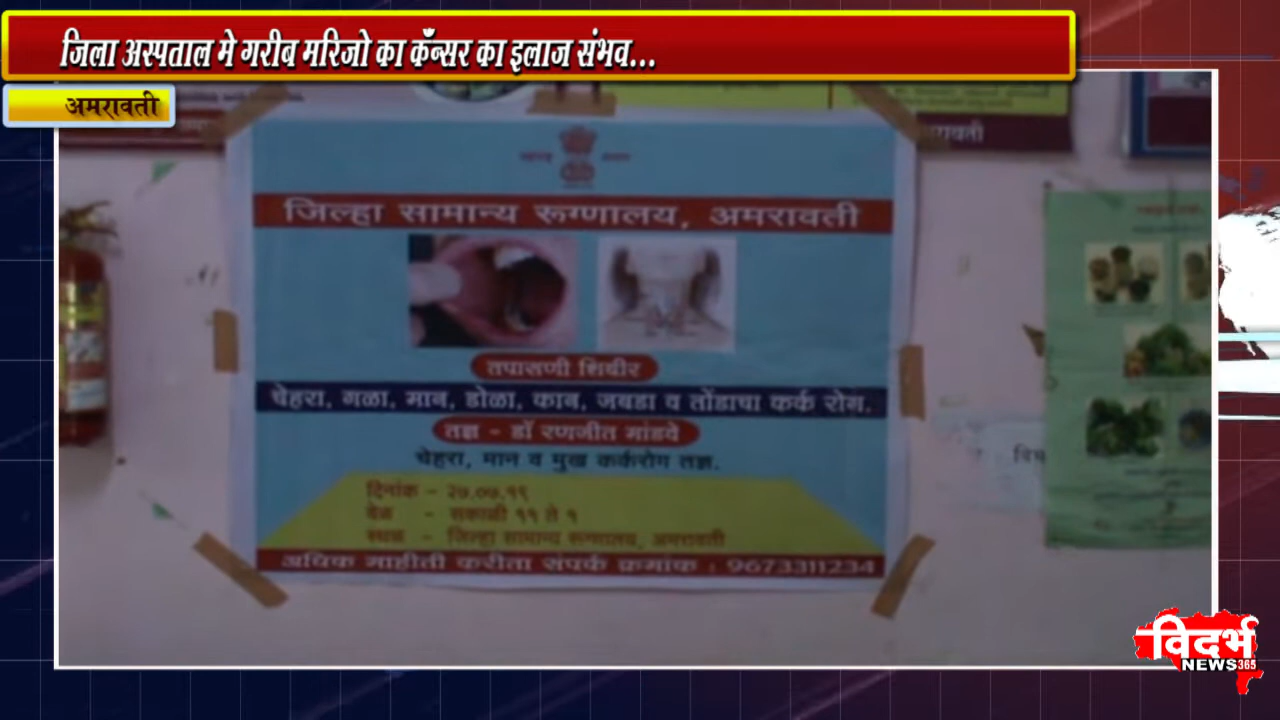 जिला अस्पताल मे गरीब मरिजो का कँन्सर का इलाज संभव...
अमरावती
जिल्हा सामान्य रूग्णालय, अमरावती
तपासणी शिबीर
चेहरा, गळा, मान, डोळा, कान, जबडा व तोंडाचा कर्क रोग.
तज्ञ - डॉ रणजीत मांडवे
चेहरा, मान व मुख कर्करोग तज्ञ.
दिनांक - २७.०७.१९
वेळ - सकाळी ११ ते १
स्थळ - जिल्हा सामान्य रूग्णालय, अमरावती
अधिक माहीती करीता संपर्क क्रमांक : 9673311234
विदर्भ
NEWS365